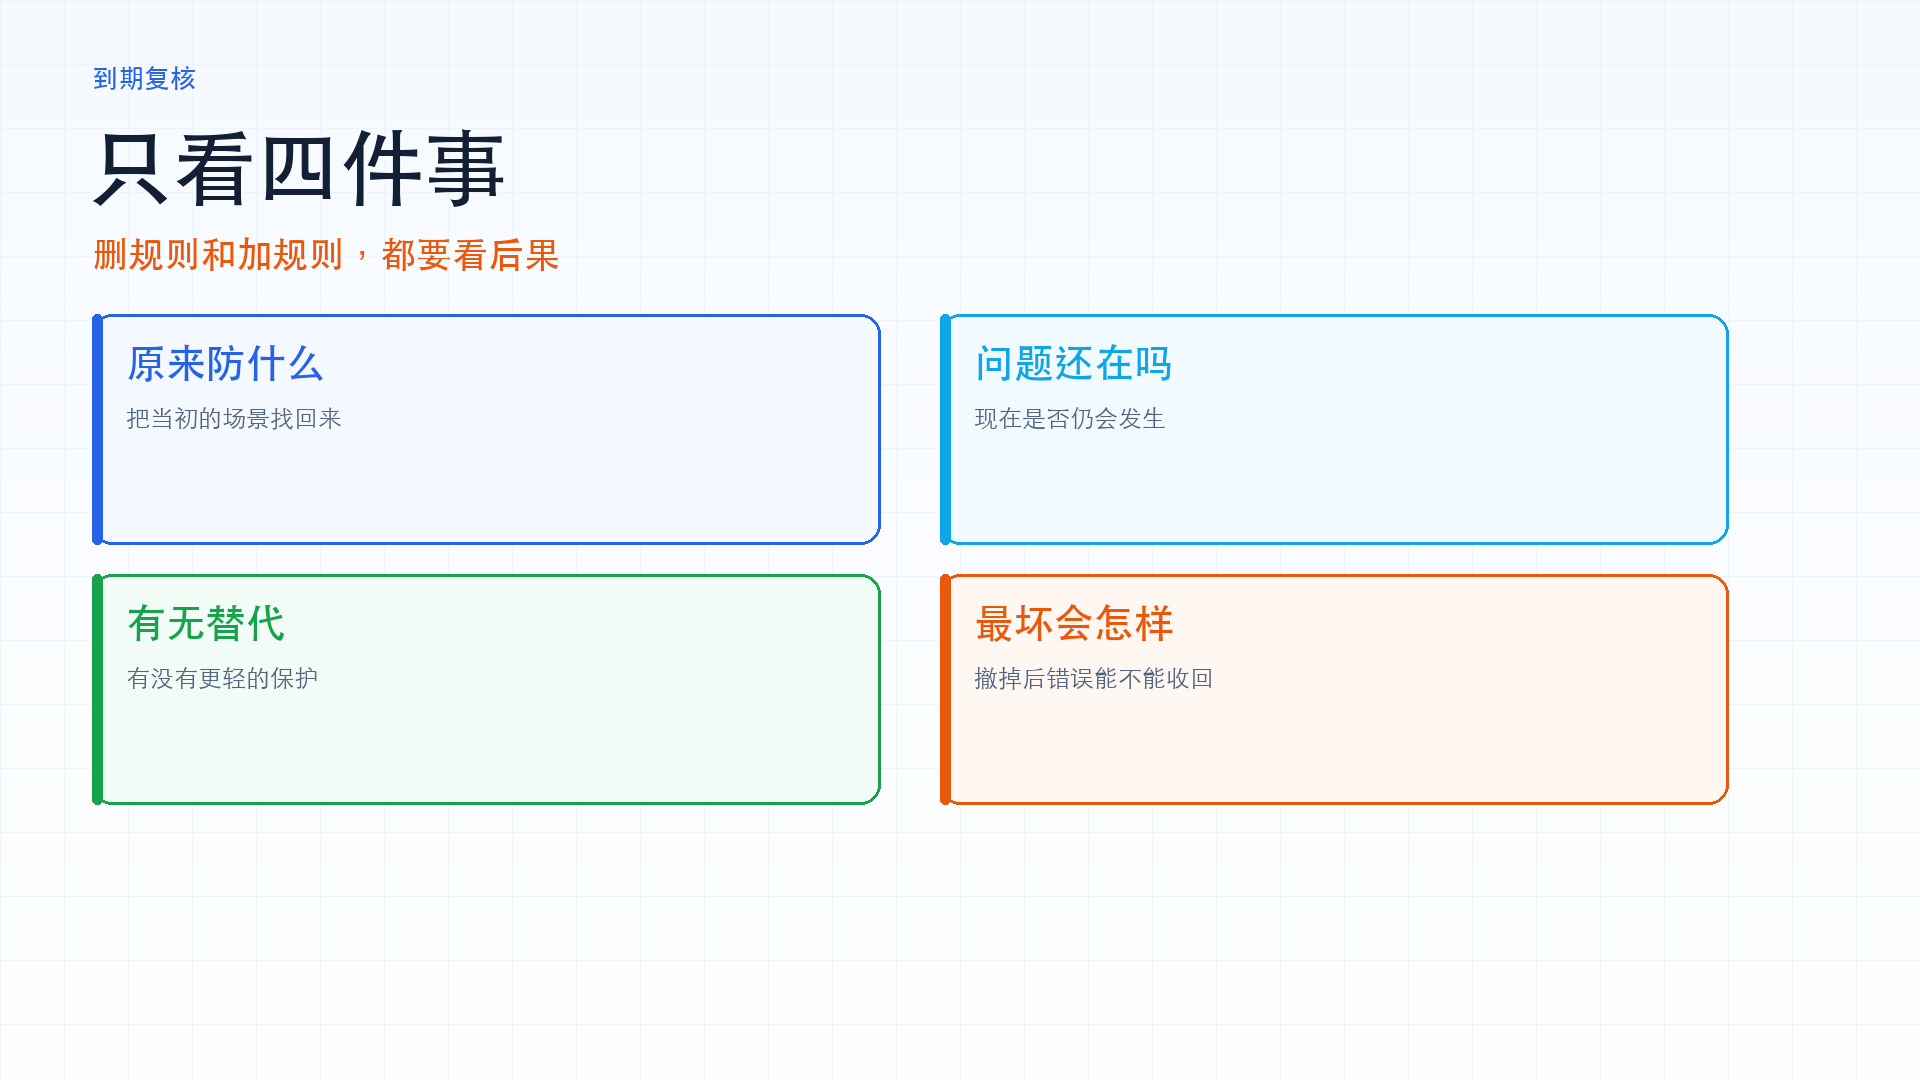 到期复核
只看四件事
删规则和加规则，都要看后果
原来防什么
把当初的场景找回来
问题还在吗
现在是否仍会发生
有无替代
有没有更轻的保护
最坏会怎样
撤掉后错误能不能收回